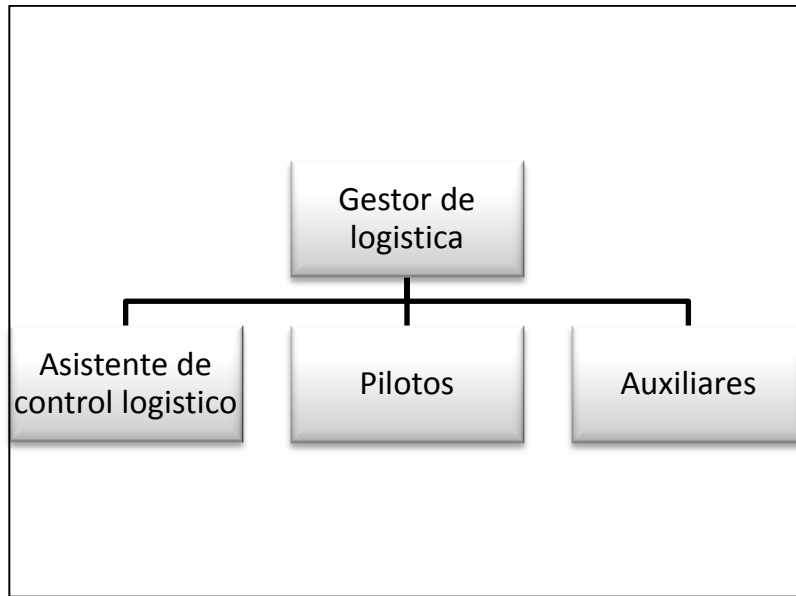 Gestor de
logistica
Asistente de
control logistico
Pilotos
Auxiliares